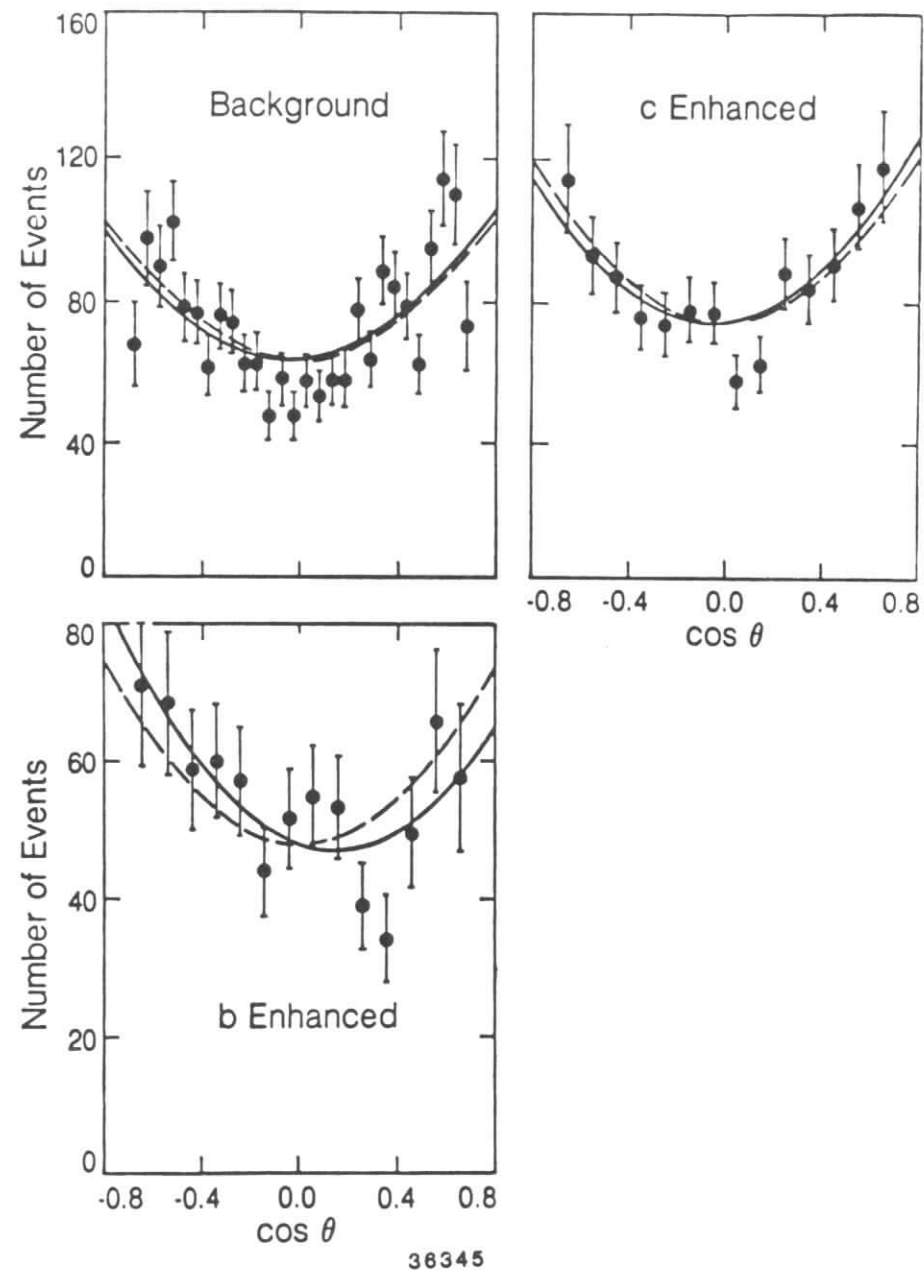 160
120
80
40
0
Number of Events
Background
c Enhanced
-0.8 -0.4 0.0 0.4 0.8
cos θ
80
60
40
20
0
Number of Events
b Enhanced
-0.8 -0.4 0.0 0.4 0.8
cos θ
36345